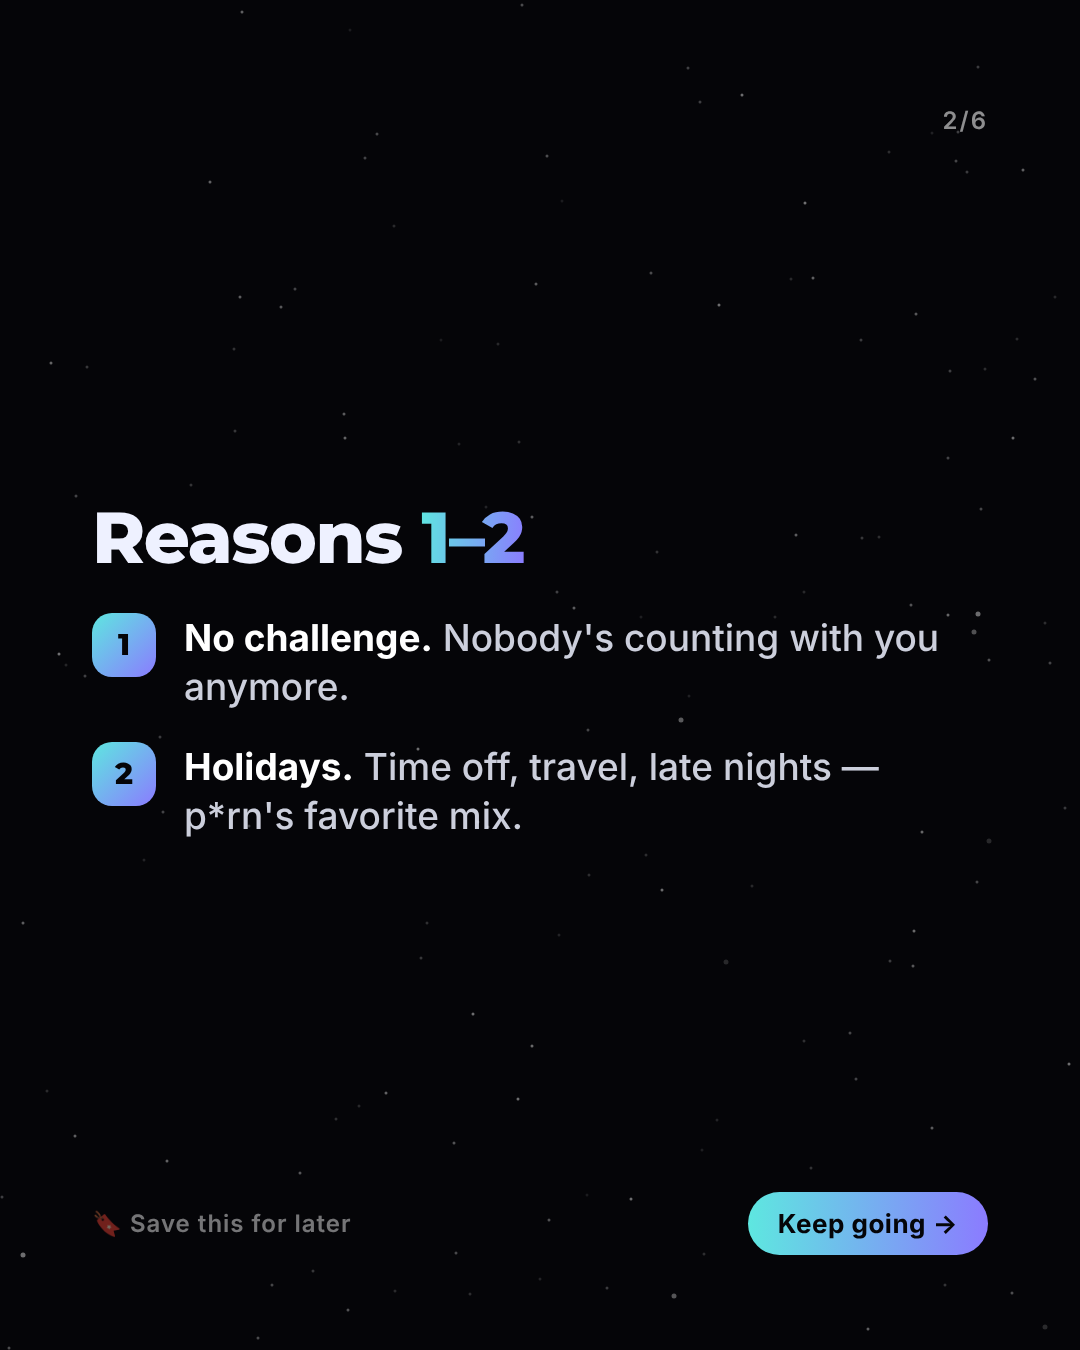 2/6
Reasons 1–2
1
No challenge. Nobody's counting with you
anymore.
2
Holidays. Time off, travel, late nights —
p*rn's favorite mix.
🔖 Save this for later
Keep going →